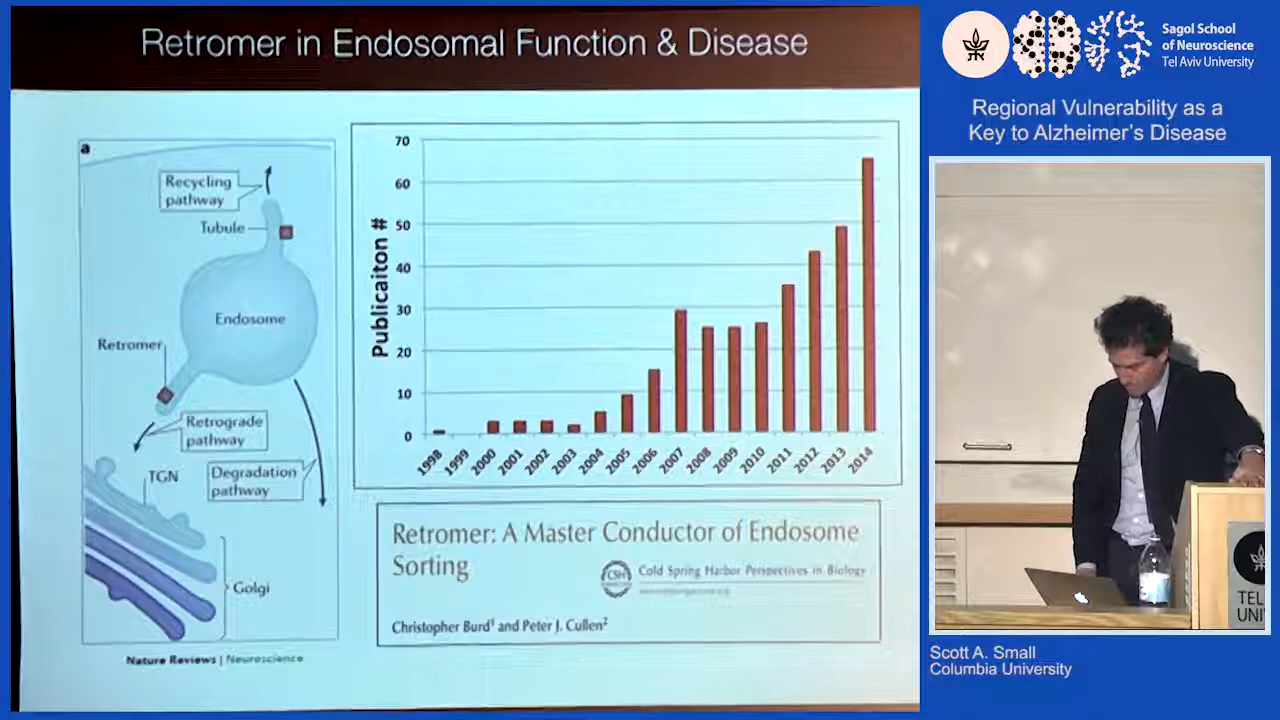 Retromer in Endosomal Function & Disease
a
Recycling
pathway
Tubule
Endosome
Retromer
Retrograde
pathway
TGN
Degradation
pathway
Golgi
Nature Reviews | Neuroscience
Publicaiton #
70
60
50
40
30
20
10
0
1998
1999
2000
2001
2002
2003
2004
2005
2006
2007
2008
2009
2010
2011
2012
2013
2014
Retromer: A Master Conductor of Endosome
Sorting
CSH
Cold Spring Harbor Perspectives in Biology
Christopher Burd1 and Peter J. Cullen2
Sagol School
of Neuroscience
Tel Aviv University
Regional Vulnerability as a
Key to Alzheimer's Disease
TEL
UNI
Scott A. Small
Columbia University